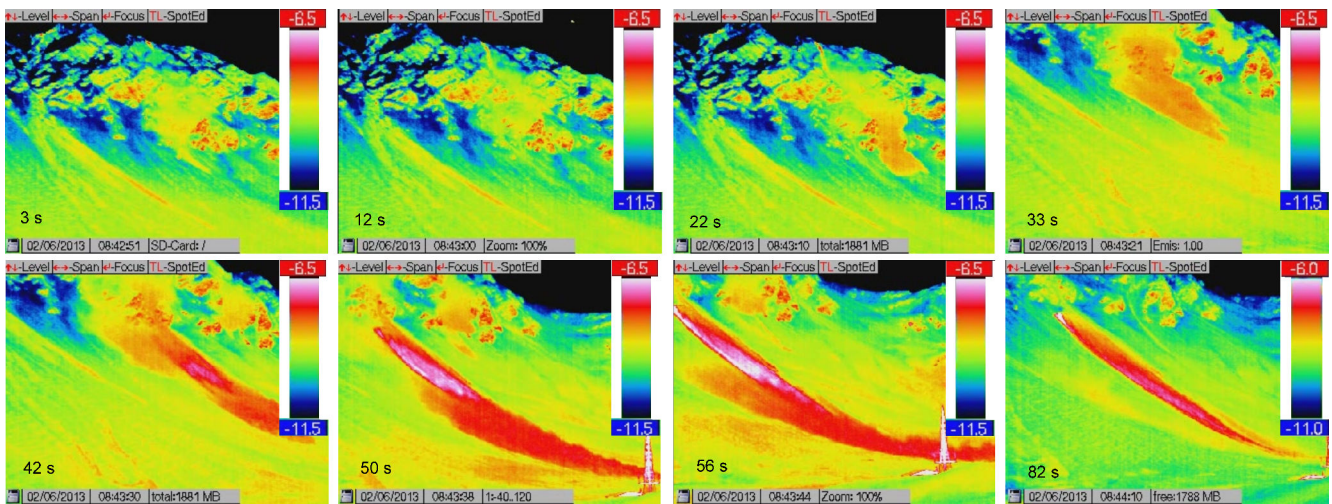 ↑↓-Level ←→-Span ↵-Focus TL-SpotEd -6.5
-11.5
3 s
02/06/2013 08:42:51 SD-Card: /
↑↓-Level ←→-Span ↵-Focus TL-SpotEd -6.5
-11.5
12 s
02/06/2013 08:43:00 Zoom: 100%
↑↓-Level ←→-Span ↵-Focus TL-SpotEd -6.5
-11.5
22 s
02/06/2013 08:43:10 total:1881 MB
↑↓-Level ←→-Span ↵-Focus TL-SpotEd -6.5
-11.5
33 s
02/06/2013 08:43:21 Emis: 1.00
↑↓-Level ←→-Span ↵-Focus TL-SpotEd -6.5
-11.5
42 s
02/06/2013 08:43:30 total:1881 MB
↑↓-Level ←→-Span ↵-Focus TL-SpotEd -6.5
-11.5
50 s
02/06/2013 08:43:38 1:-40..120
↑↓-Level ←→-Span ↵-Focus TL-SpotEd -6.5
-11.5
56 s
02/06/2013 08:43:44 Zoom: 100%
↑↓-Level ←→-Span ↵-Focus TL-SpotEd -6.0
-11.0
82 s
02/06/2013 08:44:10 free:1788 MB